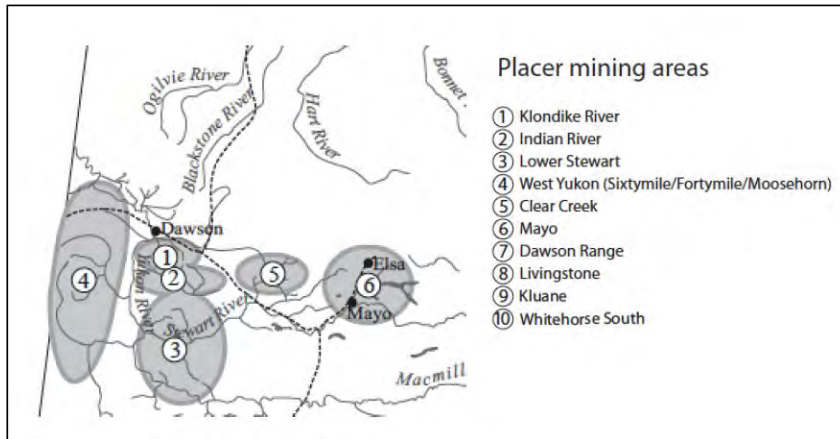 Ogilvie River
Blackstone River
Hart River
Bonnet
Dawson
1
2
3
4
5
6
Elsa
Mayo
Yukon River
Stewart River
Macmill
Placer mining areas
1 Klondike River
2 Indian River
3 Lower Stewart
4 West Yukon (Sixtymile/Fortymile/Moosehorn)
5 Clear Creek
6 Mayo
7 Dawson Range
8 Livingstone
9 Kluane
10 Whitehorse South